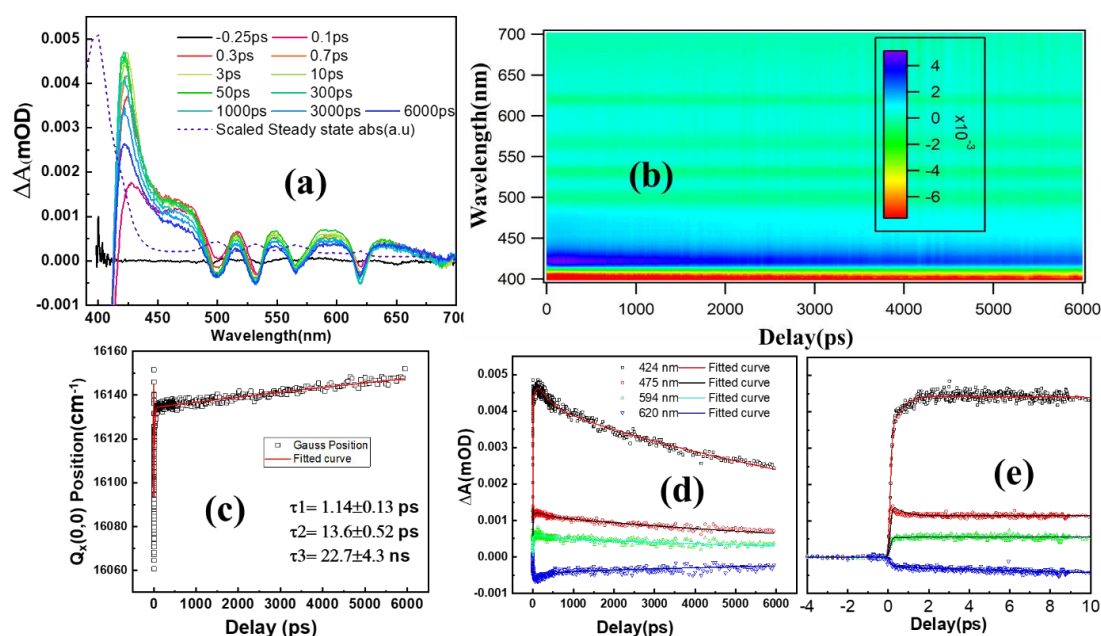 (a)
-0.25ps 0.1ps
0.3ps 0.7ps
3ps 10ps
50ps 300ps
1000ps 3000ps 6000ps
Scaled Steady state abs(a.u)
ΔA(mOD)
0.005
0.004
0.003
0.002
0.001
0.000
-0.001
400 450 500 550 600 650 700
Wavelength(nm)
(b)
Wavelength(nm)
700
650
600
550
500
450
400
4
2
0
-2
-4
-6
x10⁻³
0 1000 2000 3000 4000 5000 6000
Delay(ps)
(c)
Qx(0,0) Position(cm⁻¹)
16160
16140
16120
16100
16080
16060
Gauss Position
Fitted curve
τ1= 1.14±0.13 ps
τ2= 13.6±0.52 ps
τ3= 22.7±4.3 ns
0 1000 2000 3000 4000 5000 6000
Delay (ps)
(d)
ΔA(mOD)
0.005
0.004
0.003
0.002
0.001
0.000
-0.001
424 nm Fitted curve
475 nm Fitted curve
594 nm Fitted curve
620 nm Fitted curve
0 1000 2000 3000 4000 5000 6000
Delay(ps)
(e)
-4 -2 0 2 4 6 8 10
Delay(ps)